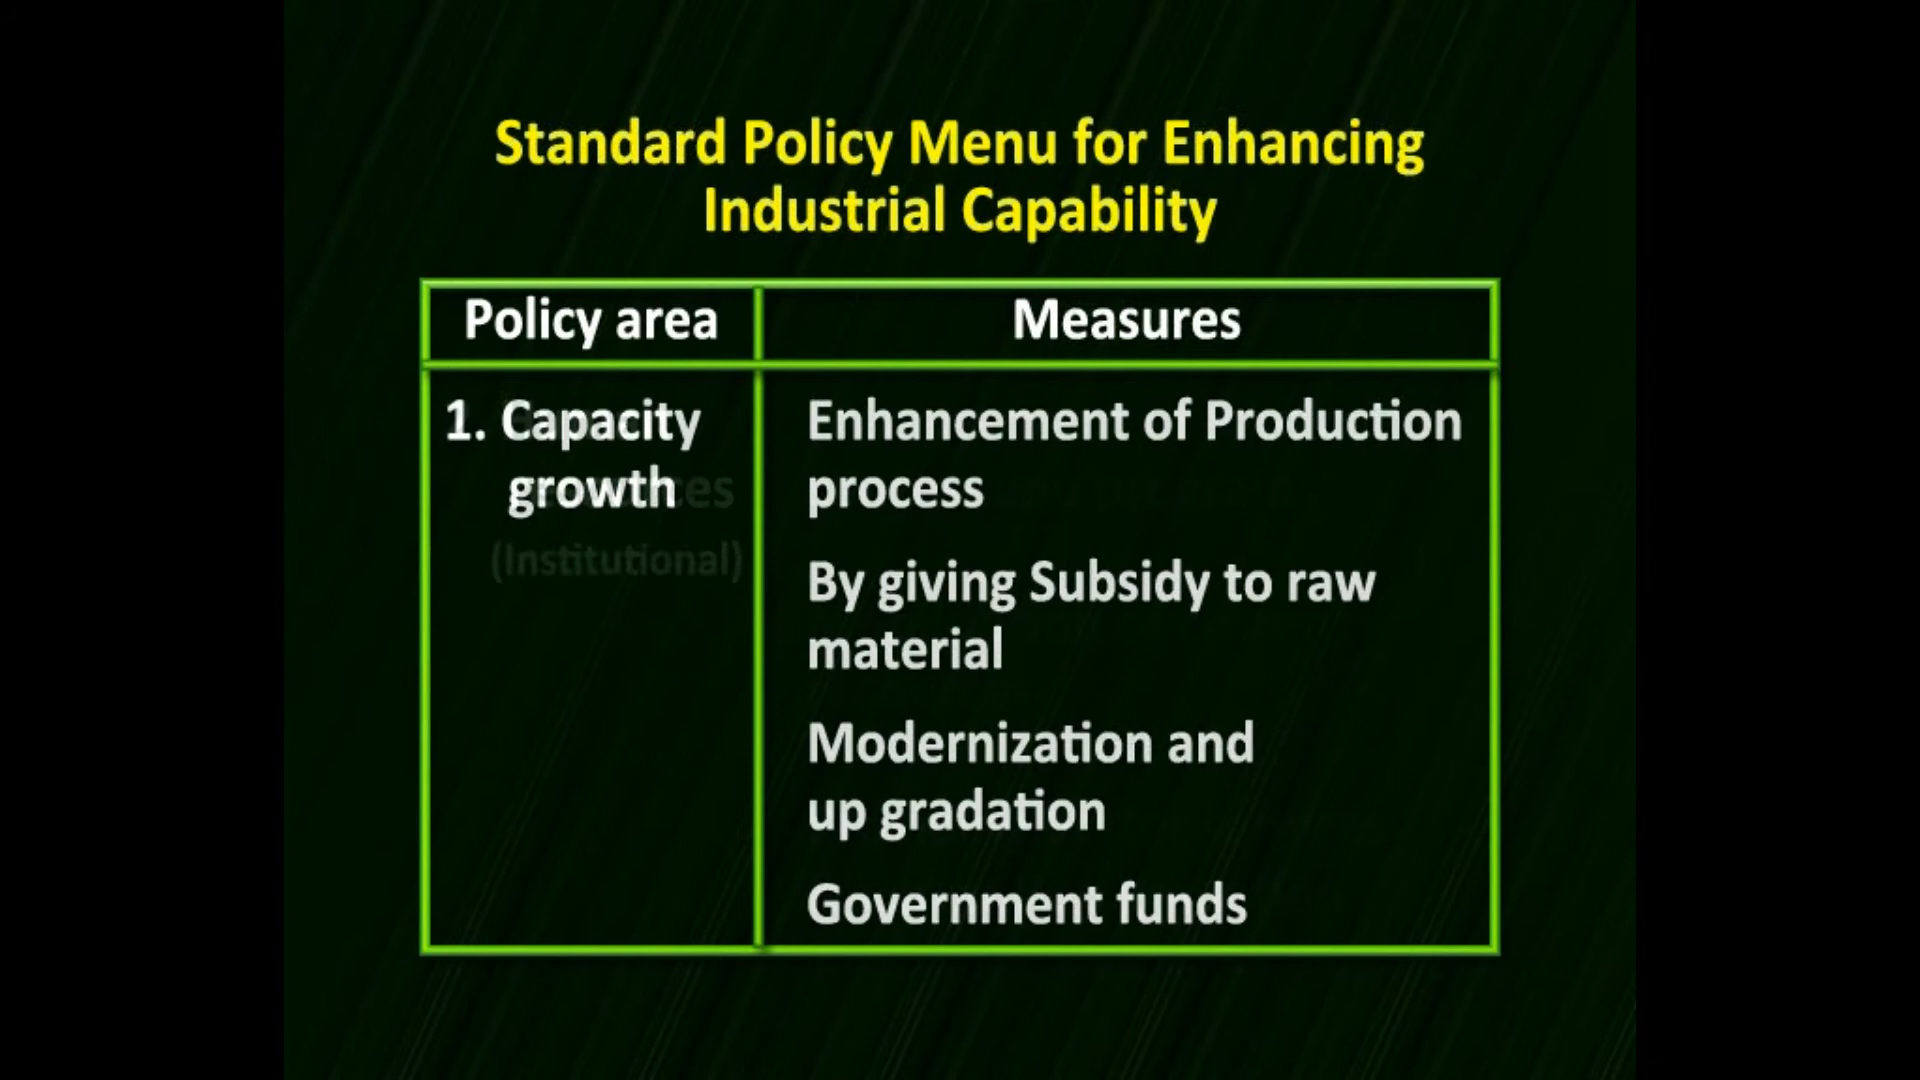 Standard Policy Menu for Enhancing
Industrial Capability
Policy area
Measures
1. Capacity
growth
(Institutional)
Enhancement of Production
process
By giving Subsidy to raw
material
Modernization and
up gradation
Government funds